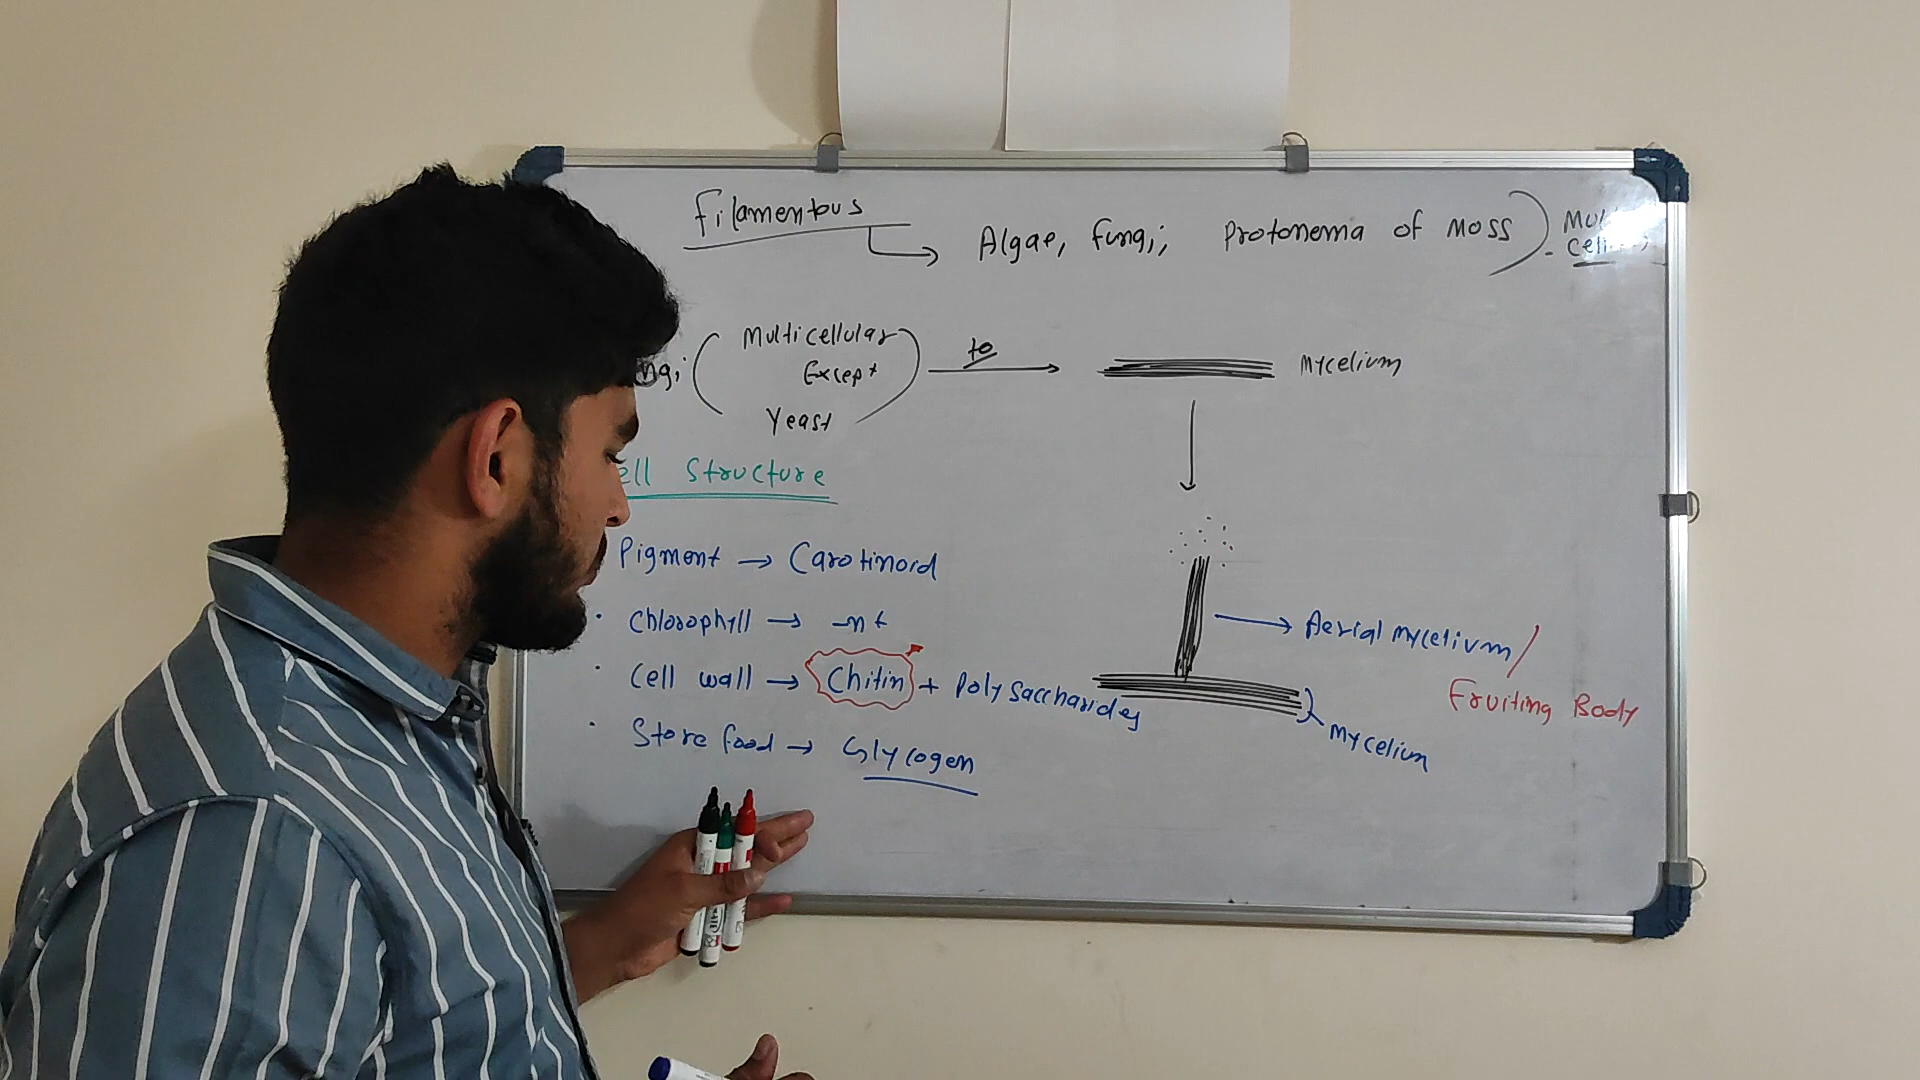 Filamentous
Algae, Fungi, Protonema of Moss)
Multicellular
Except
Yeast
to
Mycelium
ell Structure
Pigment → Carotinoid
• Chlorophyll →
• Cell wall → Chitin + Polysaccharides
• Store food → Glycogen
→ Aerial mycelium/
Fruiting Body
Mycelium